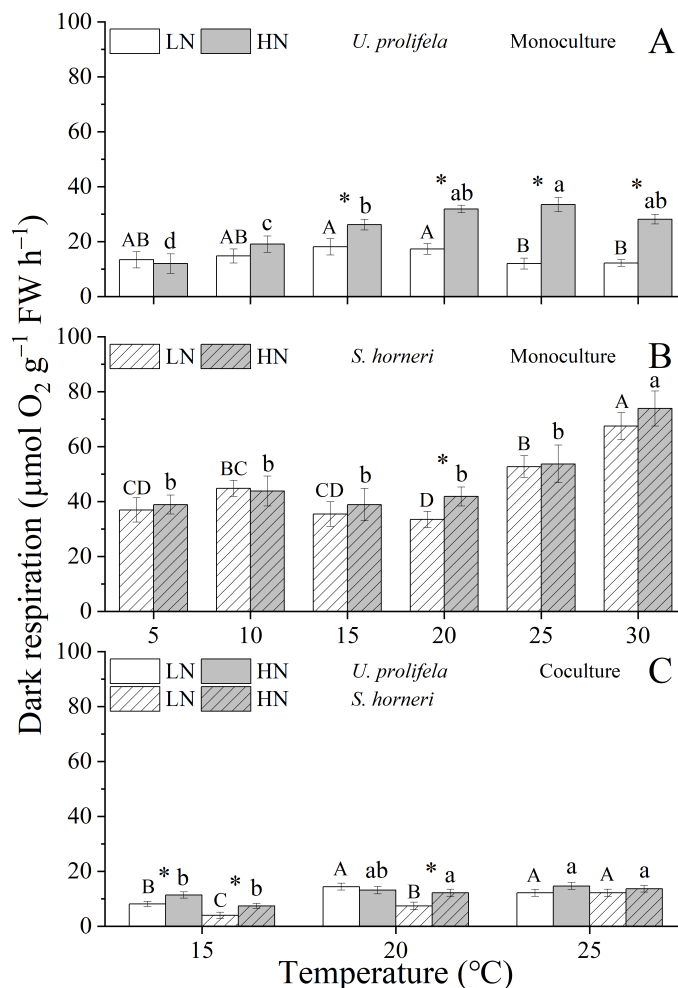 LN HN U. prolifela Monoculture A
100
80
60
40
20
0
AB d AB c A * b A * ab B * a B * ab
LN HN S. horneri Monoculture B
100
80
60
40
20
0
CD b BC b CD b D * b B b A a
5 10 15 20 25 30
LN HN U. prolifela Coculture C
LN HN S. horneri
100
80
60
40
20
0
B * b C * b A ab B * a A a A a
15 20 25
Temperature (℃)
Dark respiration (μmol O₂ g⁻¹ FW h⁻¹)